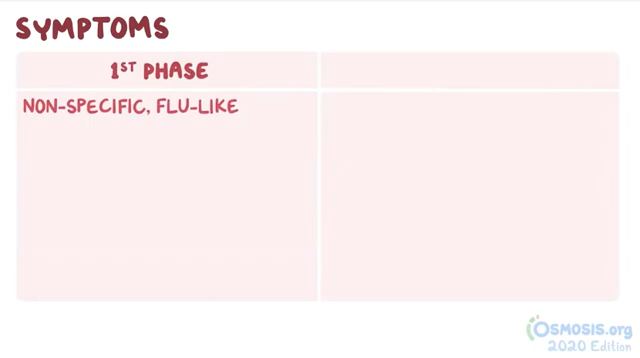 SYMPTOMS
1ST PHASE
NON-SPECIFIC, FLU-LIKE
OSMOSIS.org
2020 Edition